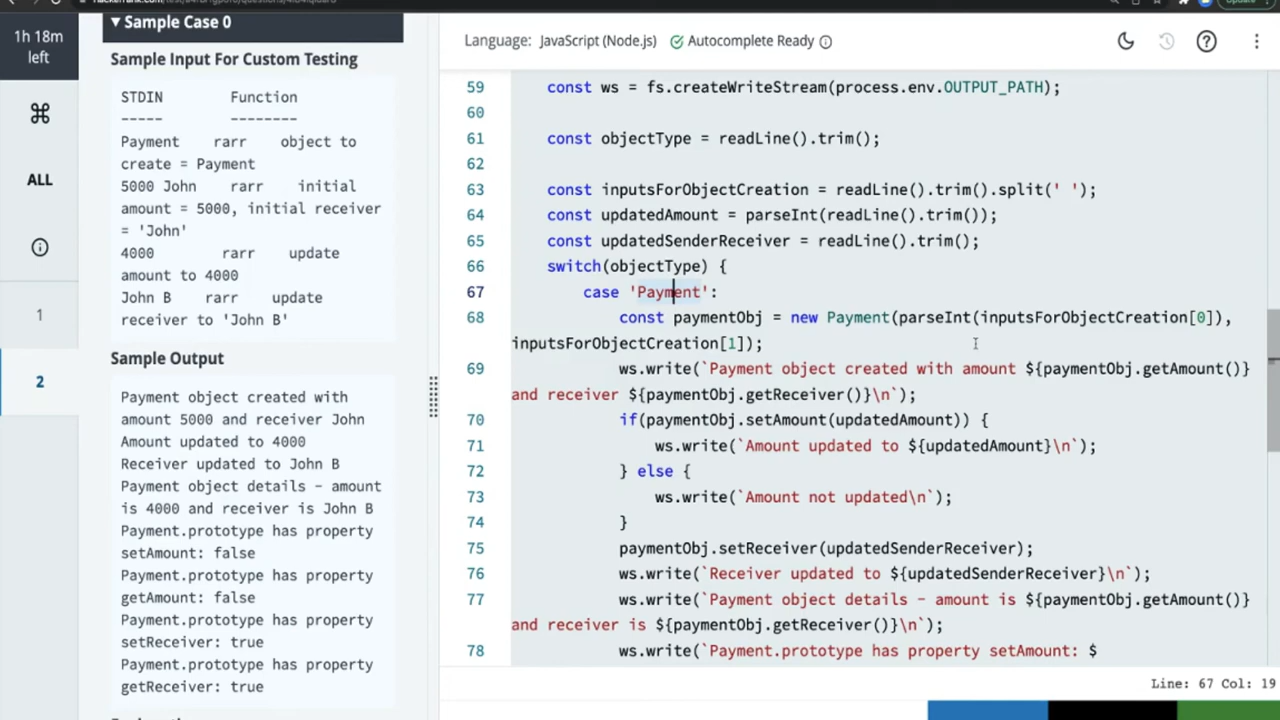 1h 18m
left
ALL
1
2
▼ Sample Case 0
Sample Input For Custom Testing
STDIN Function
----- --------
Payment rarr object to
create = Payment
5000 John rarr initial
amount = 5000, initial receiver
= 'John'
4000 rarr update
amount to 4000
John B rarr update
receiver to 'John B'
Sample Output
Payment object created with
amount 5000 and receiver John
Amount updated to 4000
Receiver updated to John B
Payment object details - amount
is 4000 and receiver is John B
Payment.prototype has property
setAmount: false
Payment.prototype has property
getAmount: false
Payment.prototype has property
setReceiver: true
Payment.prototype has property
getReceiver: true
Language: JavaScript (Node.js) Autocomplete Ready
59 const ws = fs.createWriteStream(process.env.OUTPUT_PATH);
60
61 const objectType = readLine().trim();
62
63 const inputsForObjectCreation = readLine().trim().split(' ');
64 const updatedAmount = parseInt(readLine().trim());
65 const updatedSenderReceiver = readLine().trim();
66 switch(objectType) {
67 case 'Payment':
68 const paymentObj = new Payment(parseInt(inputsForObjectCreation[0]),
inputsForObjectCreation[1]);
69 ws.write(`Payment object created with amount ${paymentObj.getAmount()}
and receiver ${paymentObj.getReceiver()}\n`);
70 if(paymentObj.setAmount(updatedAmount)) {
71 ws.write(`Amount updated to ${updatedAmount}\n`);
72 } else {
73 ws.write(`Amount not updated\n`);
74 }
75 paymentObj.setReceiver(updatedSenderReceiver);
76 ws.write(`Receiver updated to ${updatedSenderReceiver}\n`);
77 ws.write(`Payment object details - amount is ${paymentObj.getAmount()}
and receiver is ${paymentObj.getReceiver()}\n`);
78 ws.write(`Payment.prototype has property setAmount: $
Line: 67 Col: 19